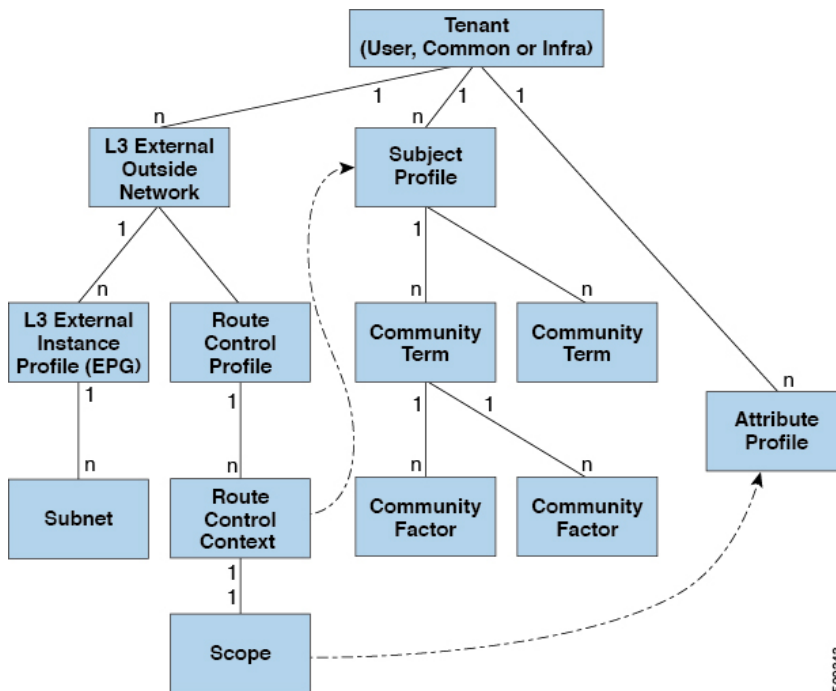 Tenant
(User, Common or Infra)
1
1
1
n
n
L3 External
Outside
Network
Subject
Profile
1
1
n
n
n
L3 External
Instance
Profile (EPG)
Route
Control
Profile
Community
Term
Community
Term
n
1
1
1
1
Attribute
Profile
n
n
n
n
Subnet
Route
Control
Context
Community
Factor
Community
Factor
1
1
Scope